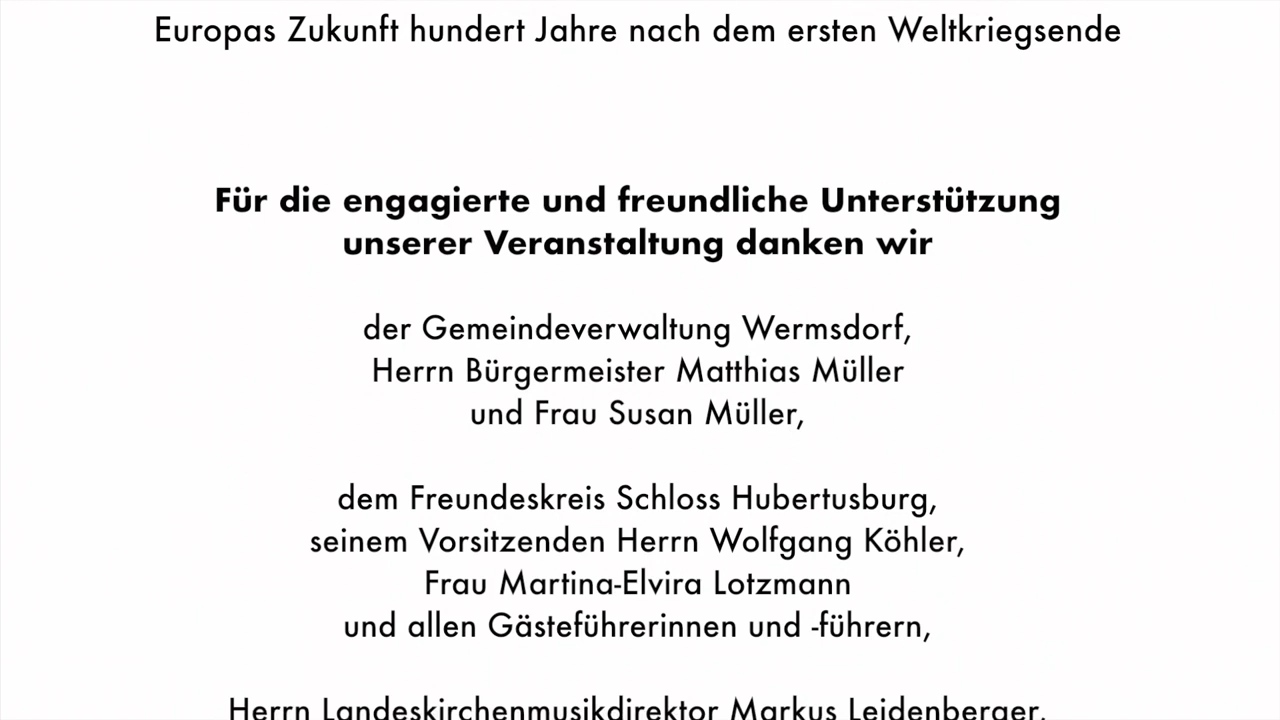 Europas Zukunft hundert Jahre nach dem ersten Weltkriegsende
Für die engagierte und freundliche Unterstützung
unserer Veranstaltung danken wir
der Gemeindeverwaltung Wermsdorf,
Herrn Bürgermeister Matthias Müller
und Frau Susan Müller,
dem Freundeskreis Schloss Hubertusburg,
seinem Vorsitzenden Herrn Wolfgang Köhler,
Frau Martina-Elvira Lotzmann
und allen Gästeführerinnen und -führern,
Herrn Landeskirchenmusikdirektor Markus Leidenberger,